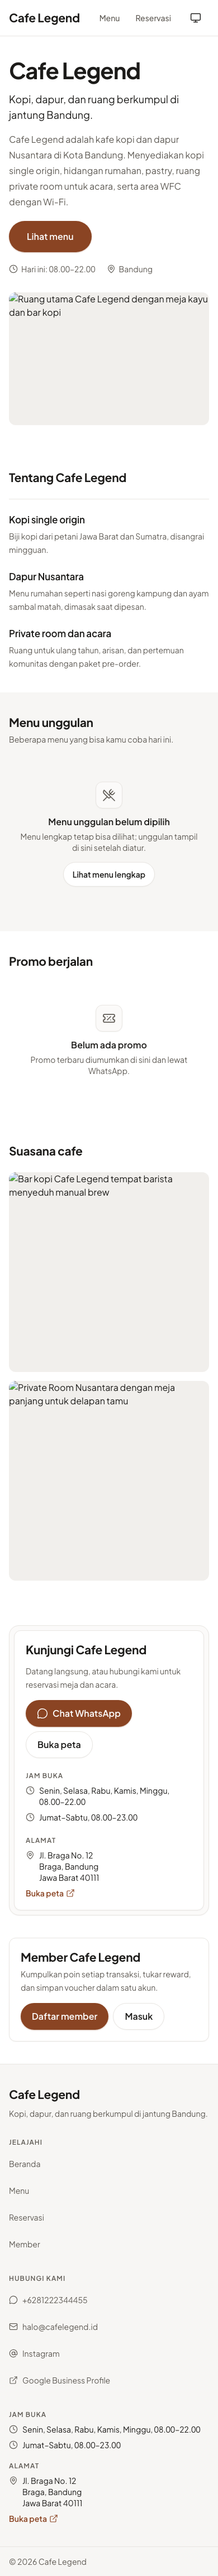 Cafe Legend Menu Reservasi
Cafe Legend
Kopi, dapur, dan ruang berkumpul di
jantung Bandung.
Cafe Legend adalah kafe kopi dan dapur
Nusantara di Kota Bandung. Menyediakan kopi
single origin, hidangan rumahan, pastry, ruang
private room untuk acara, serta area WFC
dengan Wi-Fi.
Lihat menu
Hari ini: 08.00–22.00 Bandung
Ruang utama Cafe Legend dengan meja kayu
dan bar kopi
Tentang Cafe Legend
Kopi single origin
Biji kopi dari petani Jawa Barat dan Sumatra, disangrai
mingguan.
Dapur Nusantara
Menu rumahan seperti nasi goreng kampung dan ayam
sambal matah, dimasak saat dipesan.
Private room dan acara
Ruang untuk ulang tahun, arisan, dan pertemuan
komunitas dengan paket pre-order.
Menu unggulan
Beberapa menu yang bisa kamu coba hari ini.
Menu unggulan belum dipilih
Menu lengkap tetap bisa dilihat; unggulan tampil
di sini setelah diatur.
Lihat menu lengkap
Promo berjalan
Belum ada promo
Promo terbaru diumumkan di sini dan lewat
WhatsApp.
Suasana cafe
Bar kopi Cafe Legend tempat barista
menyeduh manual brew
Private Room Nusantara dengan meja
panjang untuk delapan tamu
Kunjungi Cafe Legend
Datang langsung, atau hubungi kami untuk
reservasi meja dan acara.
Chat WhatsApp
Buka peta
JAM BUKA
Senin, Selasa, Rabu, Kamis, Minggu,
08.00–22.00
Jumat–Sabtu, 08.00–23.00
ALAMAT
Jl. Braga No. 12
Braga, Bandung
Jawa Barat 40111
Buka peta
Member Cafe Legend
Kumpulkan poin setiap transaksi, tukar reward,
dan simpan voucher dalam satu akun.
Daftar member Masuk
Cafe Legend
Kopi, dapur, dan ruang berkumpul di jantung Bandung.
JELAJAHI
Beranda
Menu
Reservasi
Member
HUBUNGI KAMI
+6281222344455
halo@cafelegend.id
Instagram
Google Business Profile
JAM BUKA
Senin, Selasa, Rabu, Kamis, Minggu, 08.00–22.00
Jumat–Sabtu, 08.00–23.00
ALAMAT
Jl. Braga No. 12
Braga, Bandung
Jawa Barat 40111
Buka peta
© 2026 Cafe Legend